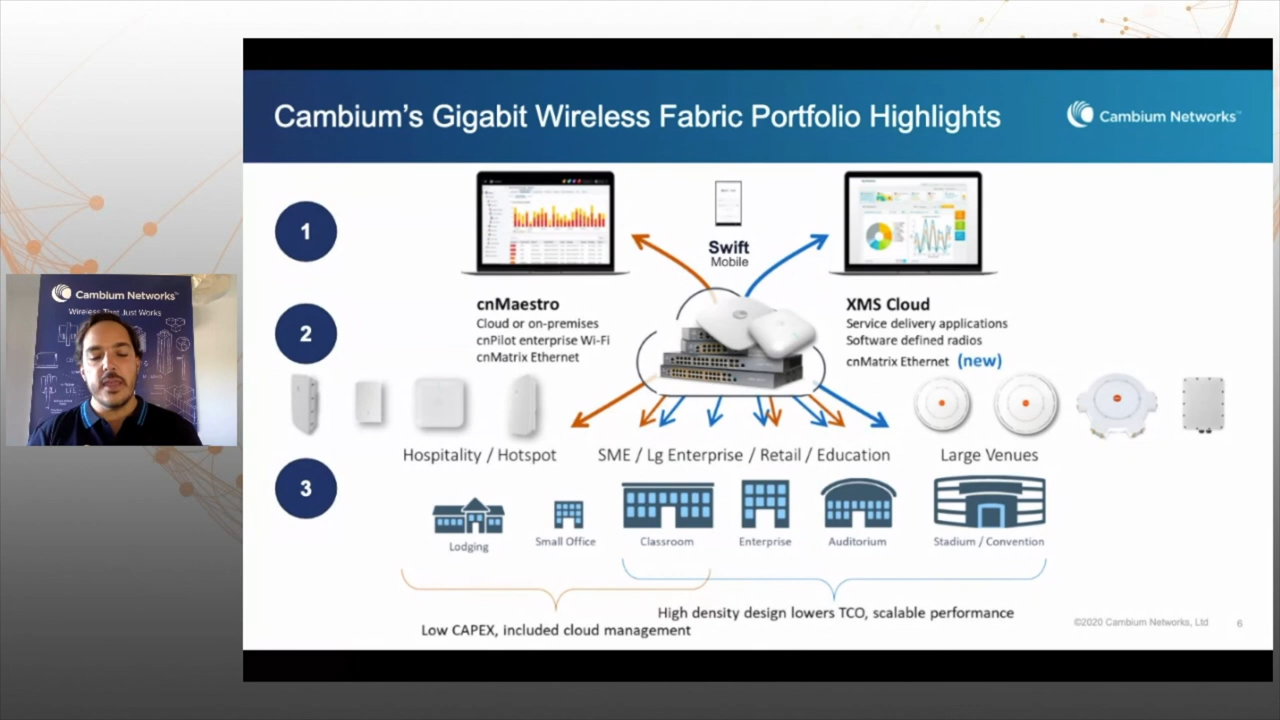 Cambium's Gigabit Wireless Fabric Portfolio Highlights
Cambium Networks™
1
Swift
Mobile
cnMaestro
Cloud or on-premises
cnPilot enterprise Wi-Fi
cnMatrix Ethernet
XMS Cloud
Service delivery applications
Software defined radios
cnMatrix Ethernet (new)
2
Cambium Networks™
Wireless That Just Works
Hospitality / Hotspot
SME / Lg Enterprise / Retail / Education
Large Venues
3
Lodging
Small Office
Classroom
Enterprise
Auditorium
Stadium / Convention
High density design lowers TCO, scalable performance
Low CAPEX, included cloud management
©2020 Cambium Networks, Ltd
6